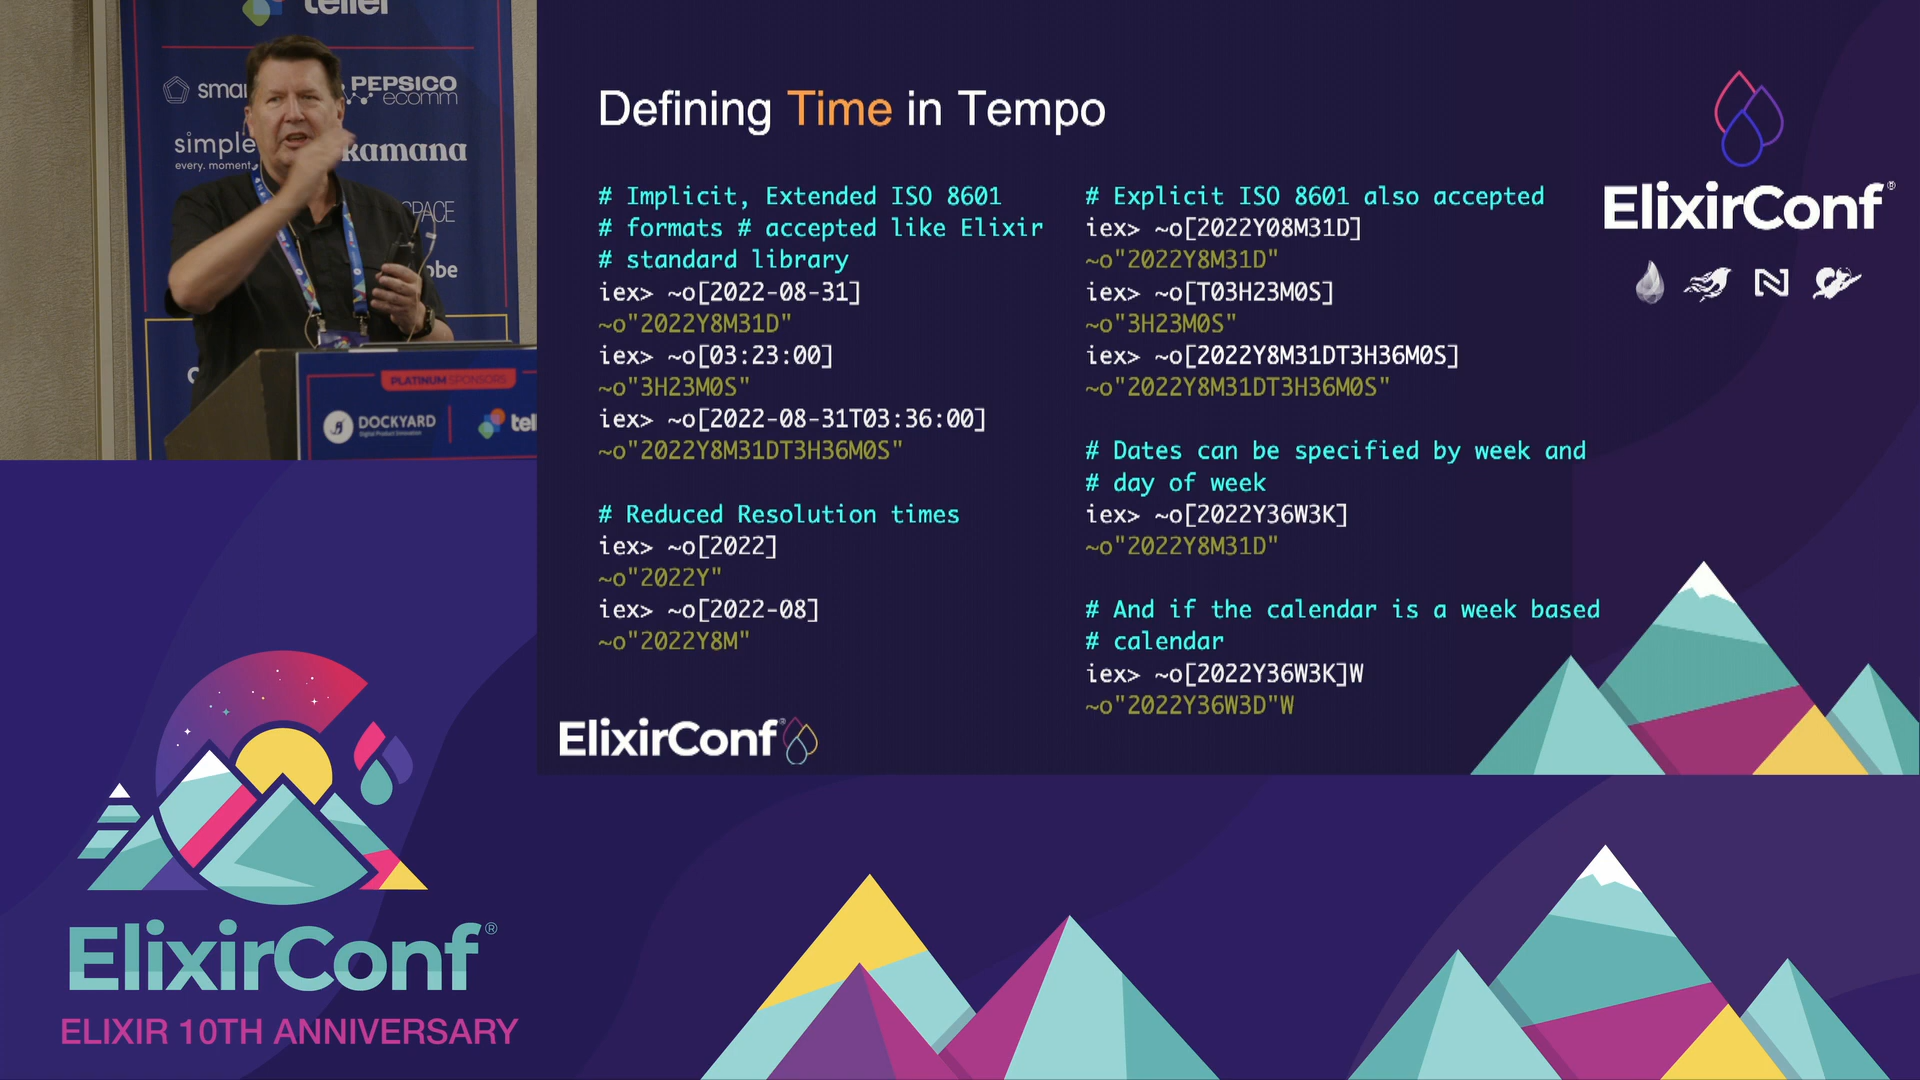 teller
PEPSICO
ecomm
simple
every. moment.
kamana
PLATINUM SPONSORS
DOCKYARD
Digital Product Innovation
Defining Time in Tempo
# Implicit, Extended ISO 8601
# formats # accepted like Elixir
# standard library
iex> ~o[2022-08-31]
~o"2022Y8M31D"
iex> ~o[03:23:00]
~o"3H23M0S"
iex> ~o[2022-08-31T03:36:00]
~o"2022Y8M31DT3H36M0S"
# Reduced Resolution times
iex> ~o[2022]
~o"2022Y"
iex> ~o[2022-08]
~o"2022Y8M"
# Explicit ISO 8601 also accepted
iex> ~o[2022Y08M31D]
~o"2022Y8M31D"
iex> ~o[T03H23M0S]
~o"3H23M0S"
iex> ~o[2022Y8M31DT3H36M0S]
~o"2022Y8M31DT3H36M0S"
# Dates can be specified by week and
# day of week
iex> ~o[2022Y36W3K]
~o"2022Y8M31D"
# And if the calendar is a week based
# calendar
iex> ~o[2022Y36W3K]W
~o"2022Y36W3D"W
ElixirConf®
ElixirConf®
ElixirConf®
ELIXIR 10TH ANNIVERSARY